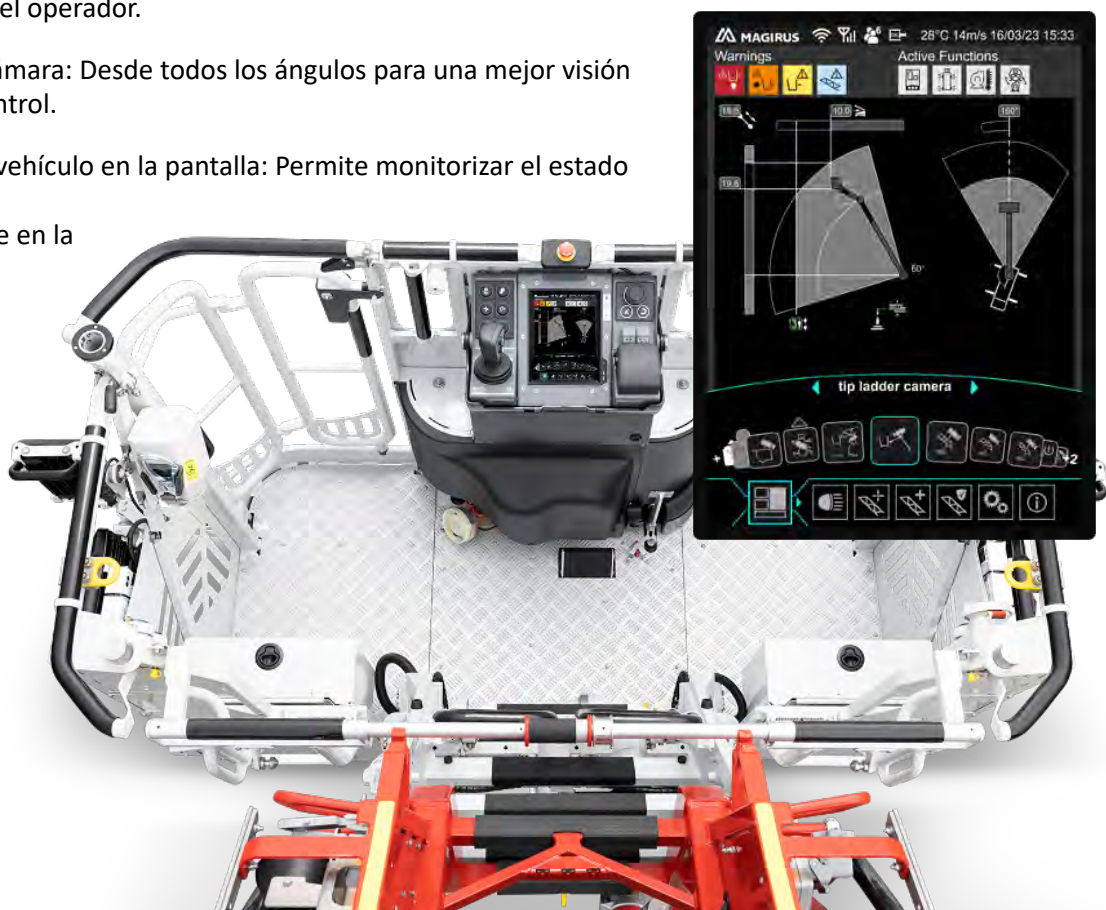 el operador.
ámara: Desde todos los ángulos para una mejor visión
ntrol.
vehículo en la pantalla: Permite monitorizar el estado
e en la
MAGIRUS 28°C 14m/s 16/03/23 15:33
Warnings Active Functions
18.5 10.0 160°
19.6
60°
tip ladder camera
+ +2